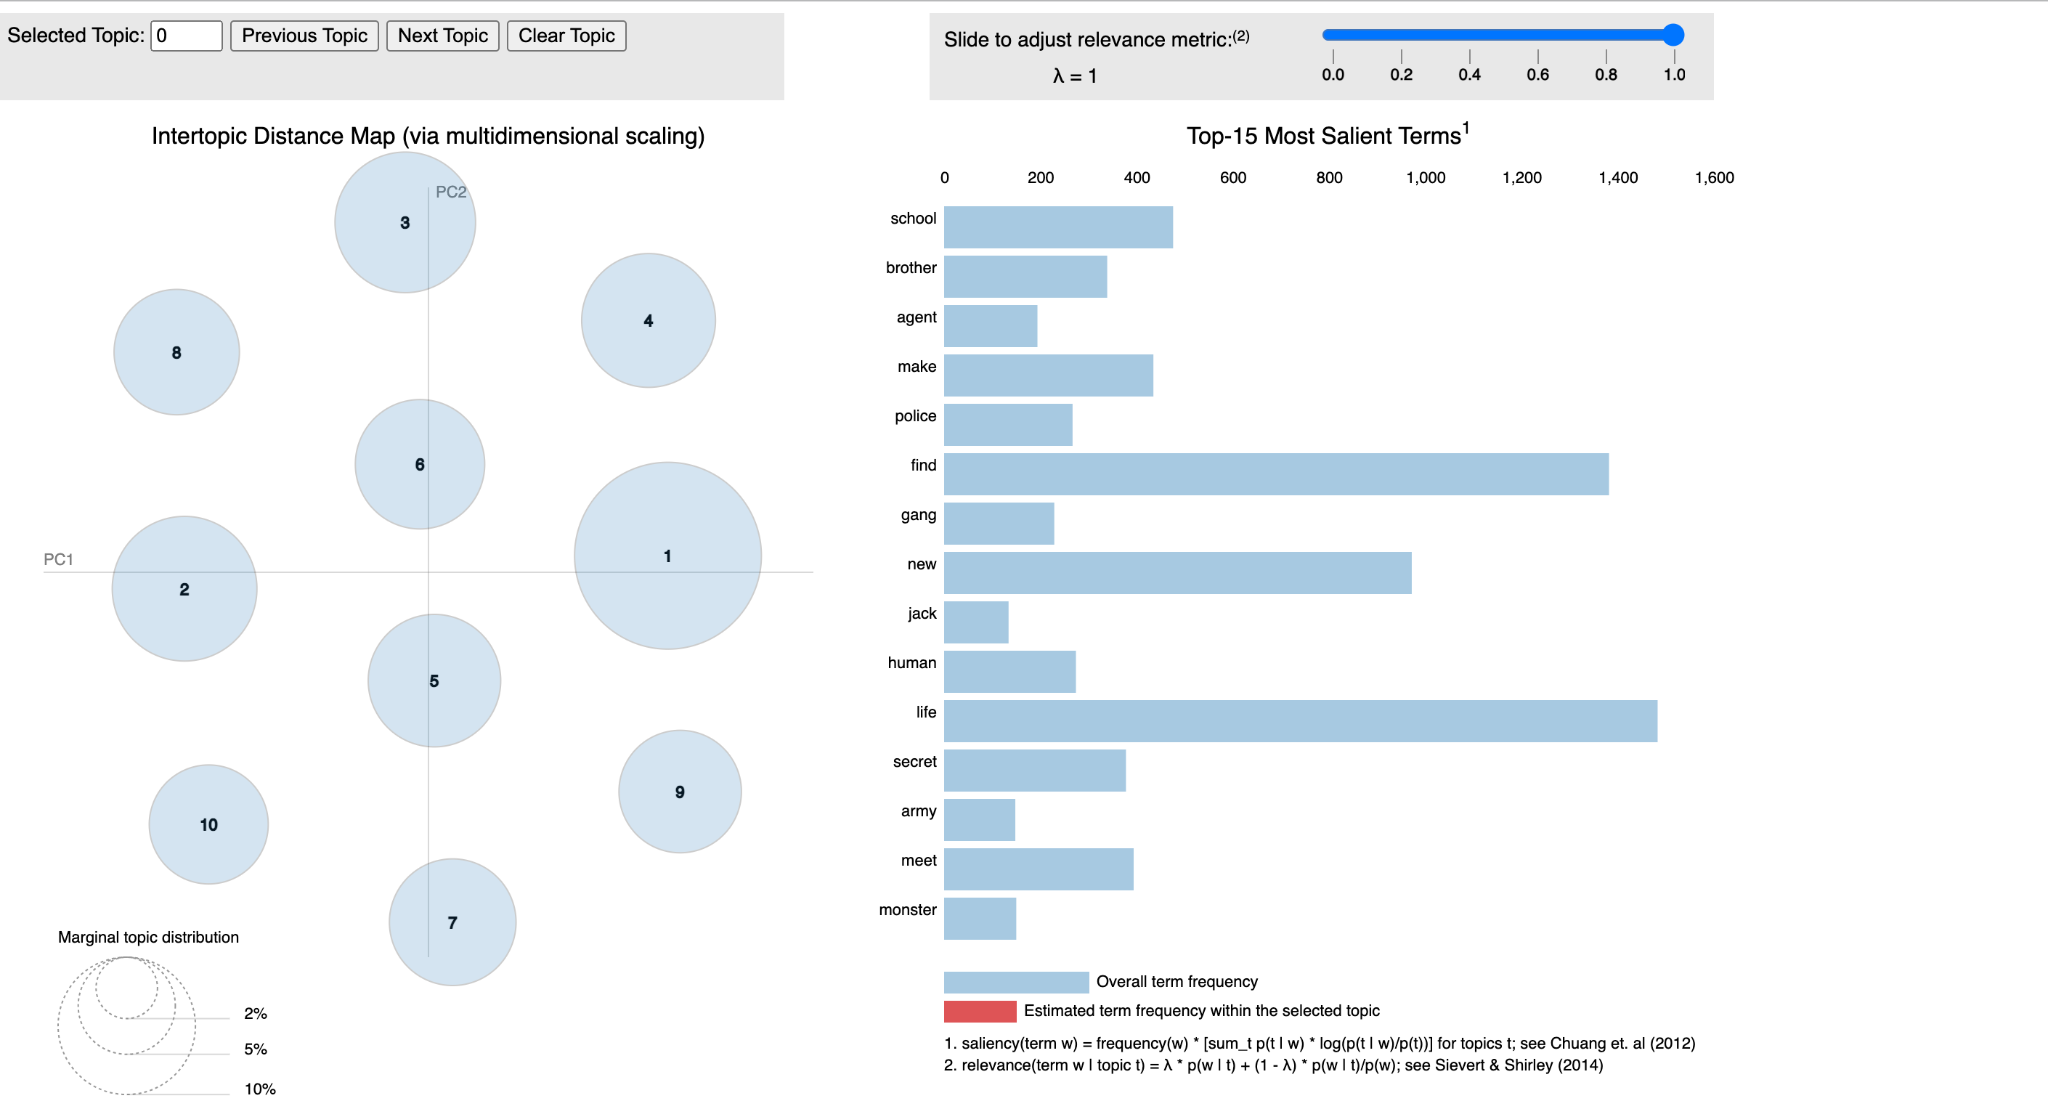 Selected Topic: 0 Previous Topic Next Topic Clear Topic
Slide to adjust relevance metric:(2)
λ = 1
0.0 0.2 0.4 0.6 0.8 1.0
Intertopic Distance Map (via multidimensional scaling)
PC2
3
4
8
6
1
PC1
2
5
9
10
7
Marginal topic distribution
2%
5%
10%
Top-15 Most Salient Terms1
0 200 400 600 800 1,000 1,200 1,400 1,600
school
brother
agent
make
police
find
gang
new
jack
human
life
secret
army
meet
monster
Overall term frequency
Estimated term frequency within the selected topic
1. saliency(term w) = frequency(w) * [sum_t p(t | w) * log(p(t | w)/p(t))] for topics t; see Chuang et. al (2012)
2. relevance(term w | topic t) = λ * p(w | t) + (1 - λ) * p(w | t)/p(w); see Sievert & Shirley (2014)